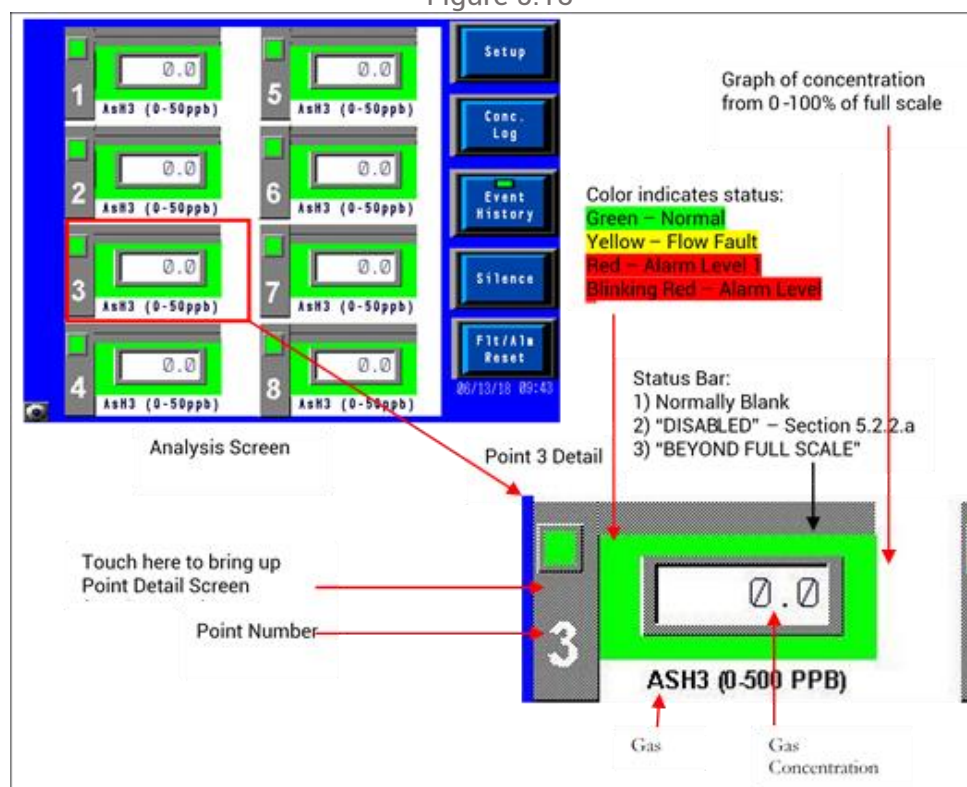 0.0
1
AsH3 (0-50ppb)
0.0
5
AsH3 (0-50ppb)
0.0
2
AsH3 (0-50ppb)
0.0
6
AsH3 (0-50ppb)
0.0
3
AsH3 (0-50ppb)
0.0
7
AsH3 (0-50ppb)
0.0
4
AsH3 (0-50ppb)
0.0
8
AsH3 (0-50ppb)
Setup
Conc.
Log
Event
History
Silence
Flt/Alm
Reset
06/13/18 09:43
Graph of concentration
from 0-100% of full scale
Color indicates status:
Green – Normal
Yellow – Flow Fault
Red – Alarm Level 1
Blinking Red – Alarm Level
Status Bar:
1) Normally Blank
2) "DISABLED" – Section 5.2.2.a
3) "BEYOND FULL SCALE"
Analysis Screen
Point 3 Detail
Touch here to bring up
Point Detail Screen
Point Number
0.0
3
ASH3 (0-500 PPB)
Gas
Gas
Concentration